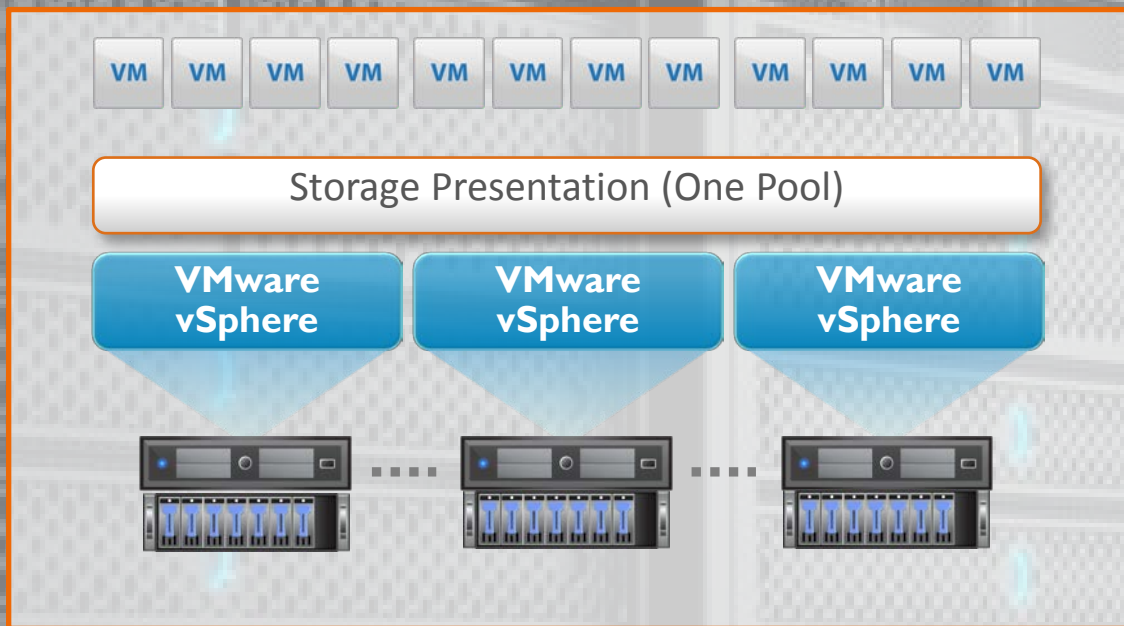 VM VM VM VM VM VM VM VM VM VM VM VM
Storage Presentation (One Pool)
VMware VMware VMware
vSphere vSphere vSphere